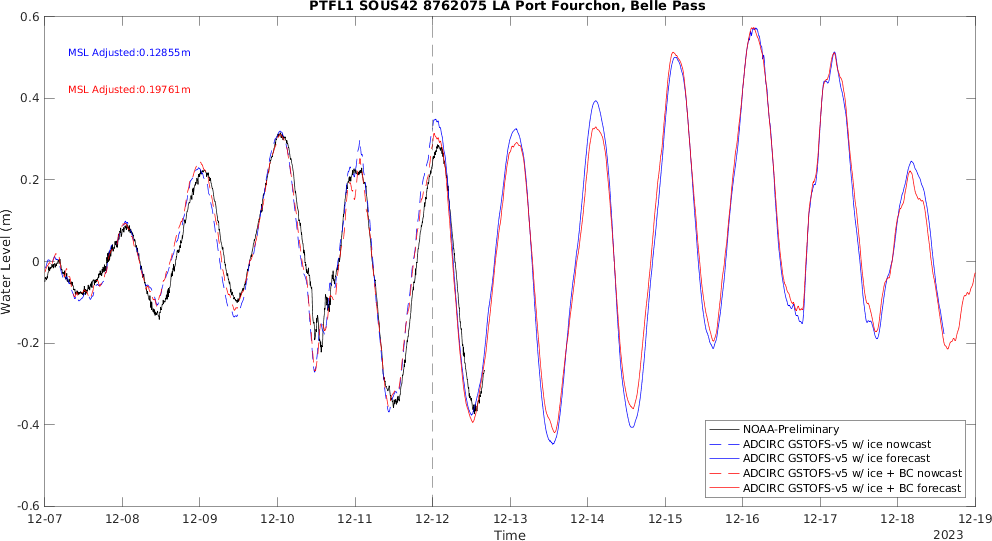 PTFL1 SOUS42 8762075 LA Port Fourchon, Belle Pass
MSL Adjusted:0.12855m
MSL Adjusted:0.19761m
Water Level (m)
0.6
0.4
0.2
0
-0.2
-0.4
-0.6
NOAA-Preliminary
ADCIRC GSTOFS-v5 w/ ice nowcast
ADCIRC GSTOFS-v5 w/ ice forecast
ADCIRC GSTOFS-v5 w/ ice + BC nowcast
ADCIRC GSTOFS-v5 w/ ice + BC forecast
12-07 12-08 12-09 12-10 12-11 12-12 12-13 12-14 12-15 12-16 12-17 12-18 12-19
Time
2023